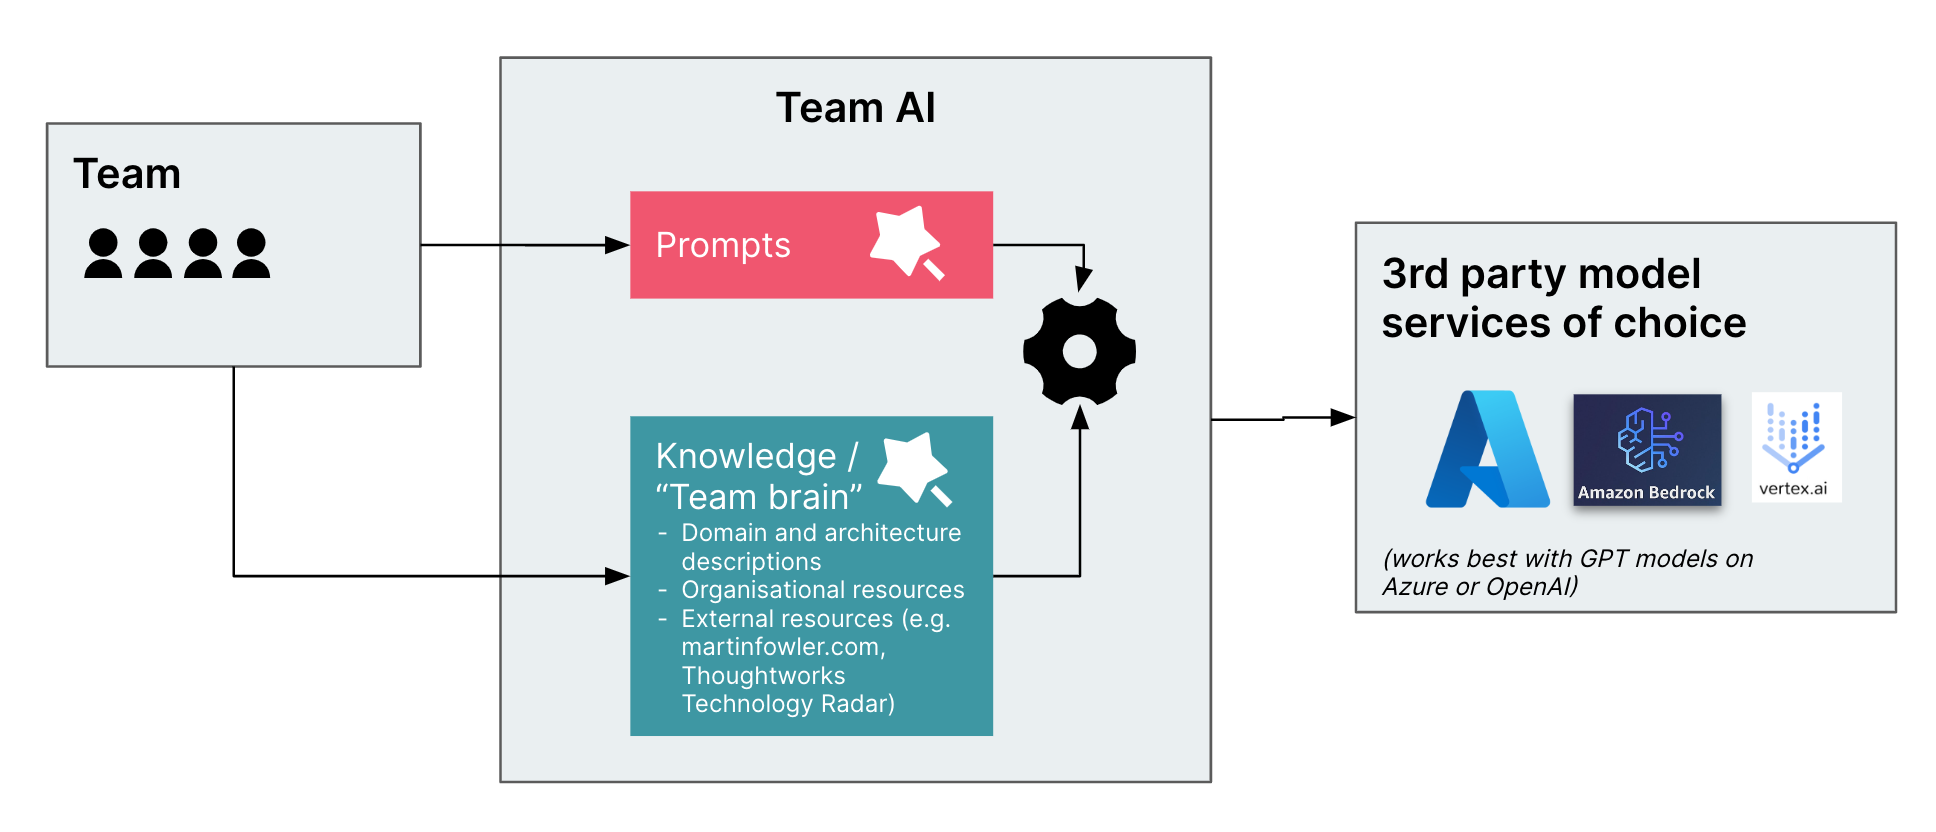 Team
Team AI
Prompts
Knowledge /
“Team brain”
- Domain and architecture
descriptions
- Organisational resources
- External resources (e.g.
martinfowler.com,
Thoughtworks
Technology Radar)
3rd party model
services of choice
Amazon Bedrock
vertex.ai
(works best with GPT models on
Azure or OpenAI)